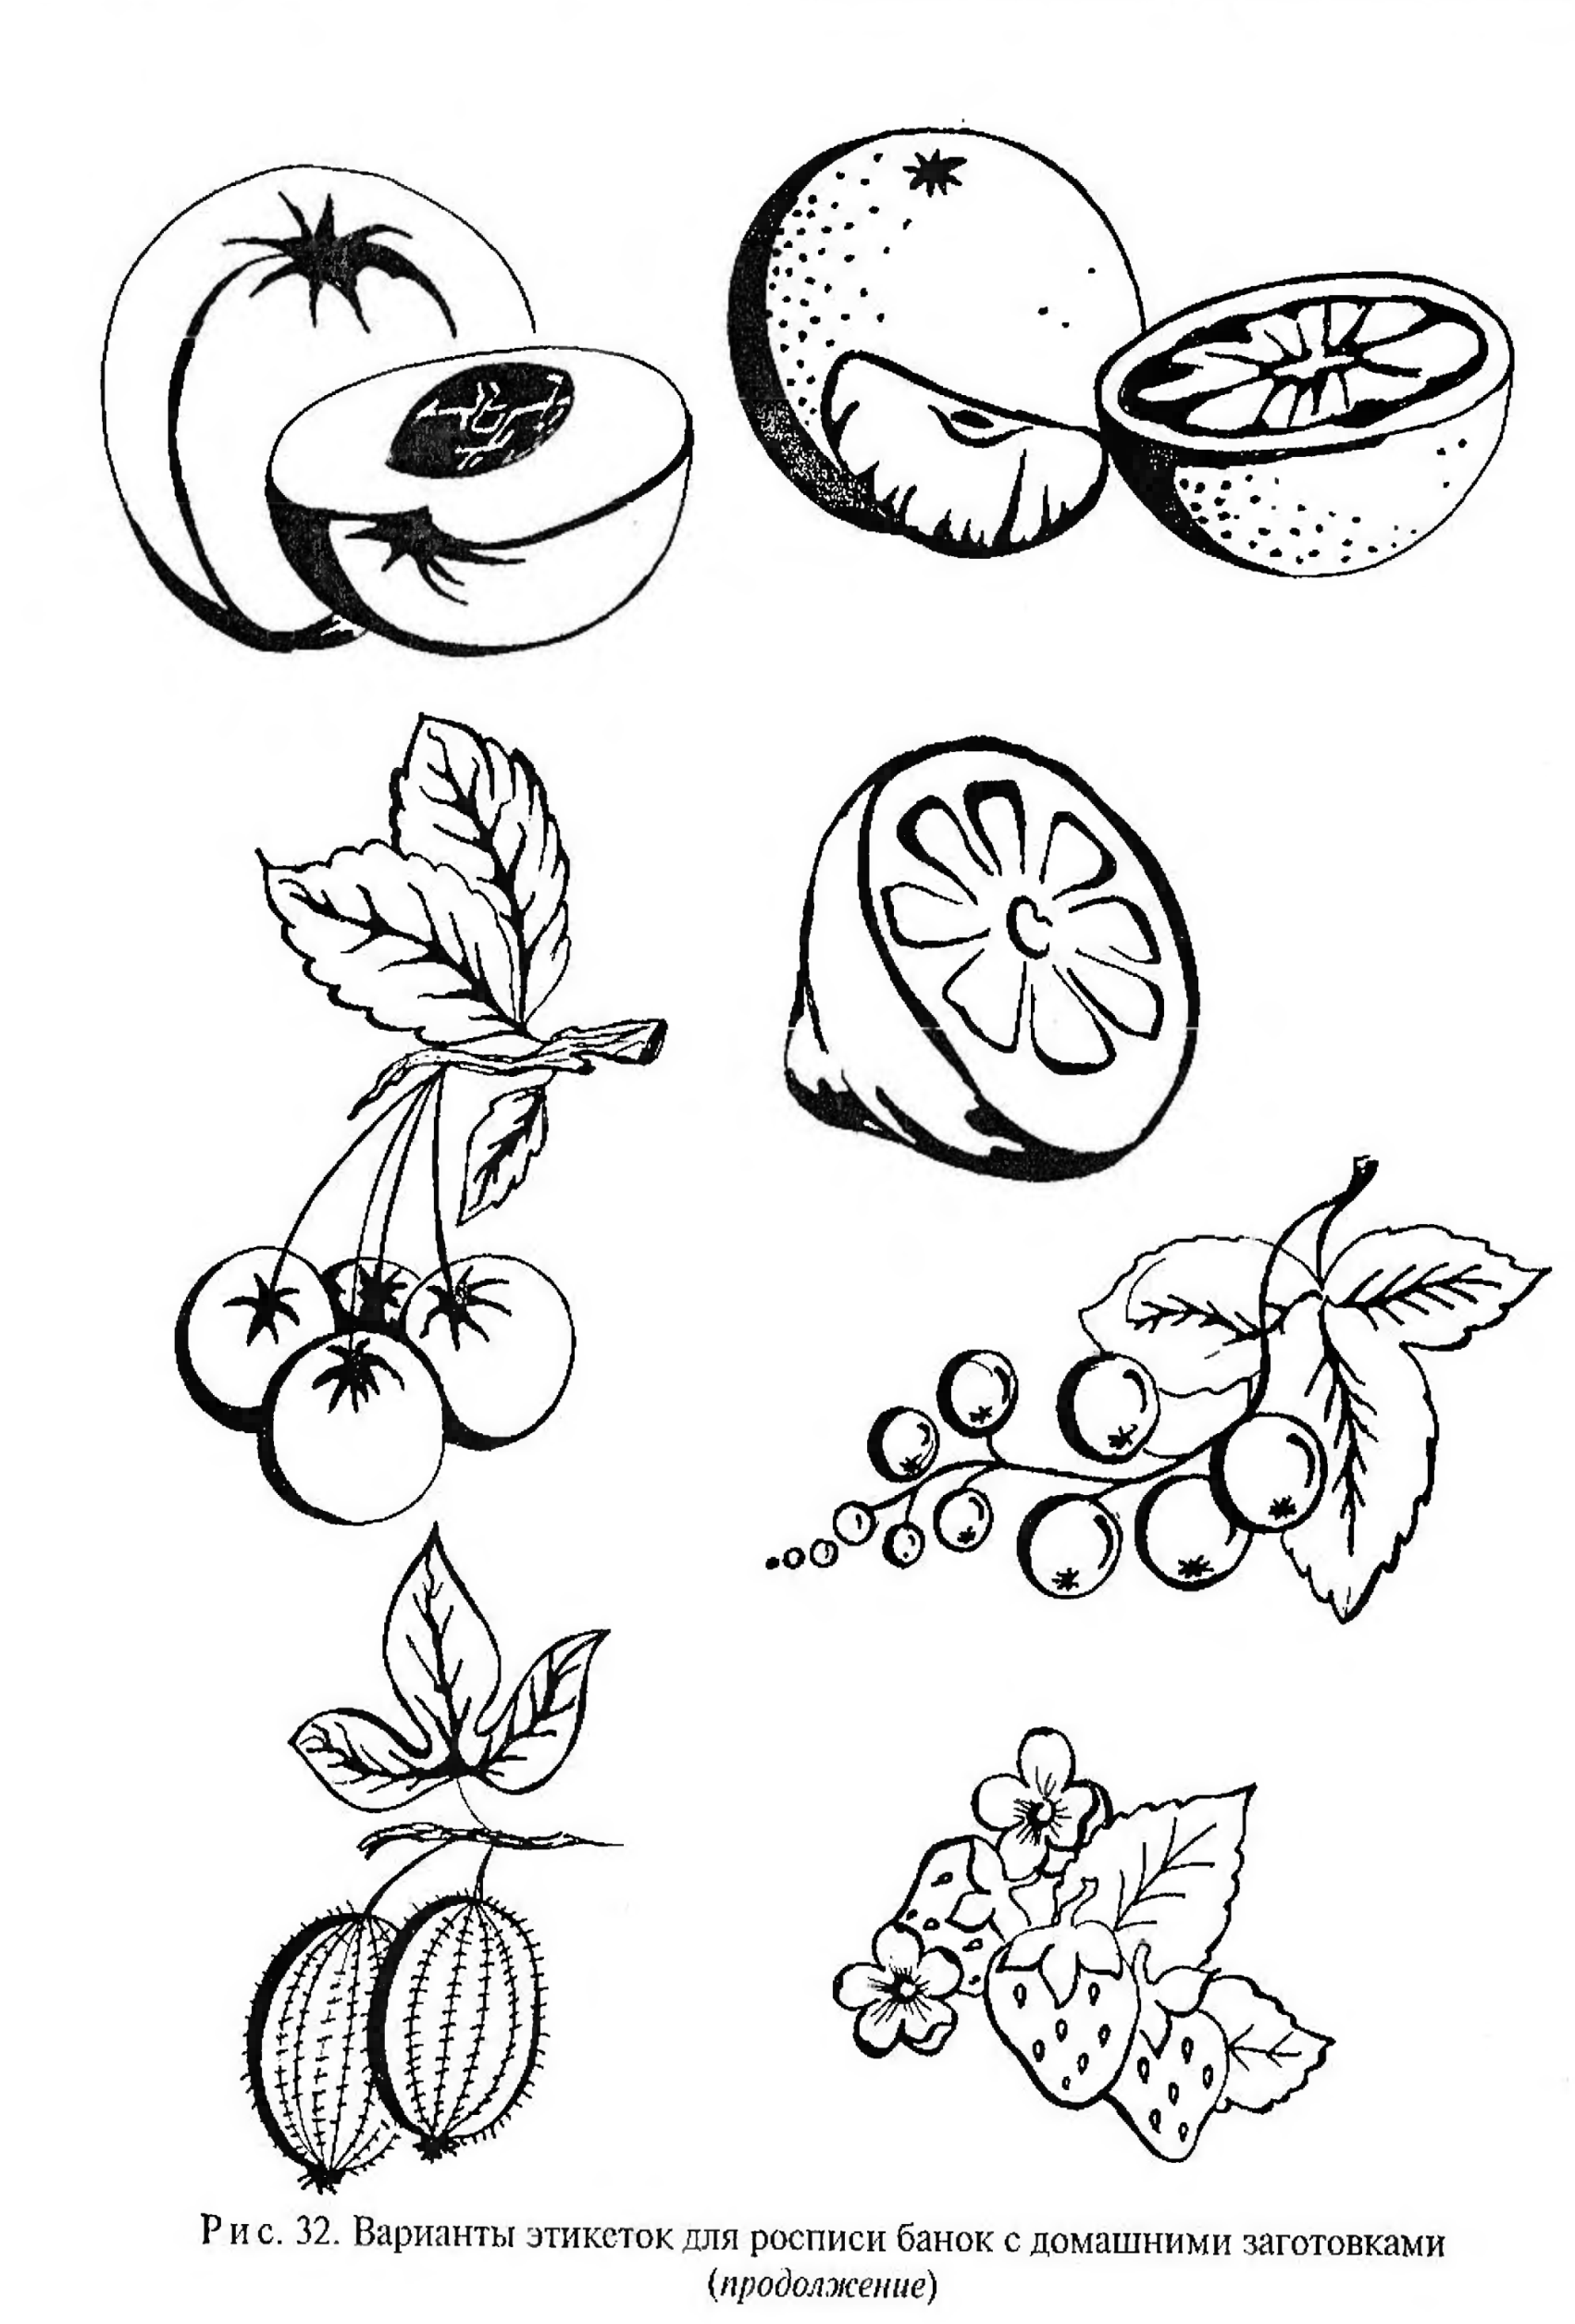 Рис. 32. Варианты этикеток для росписи банок с домашними заготовками
(продолжение)